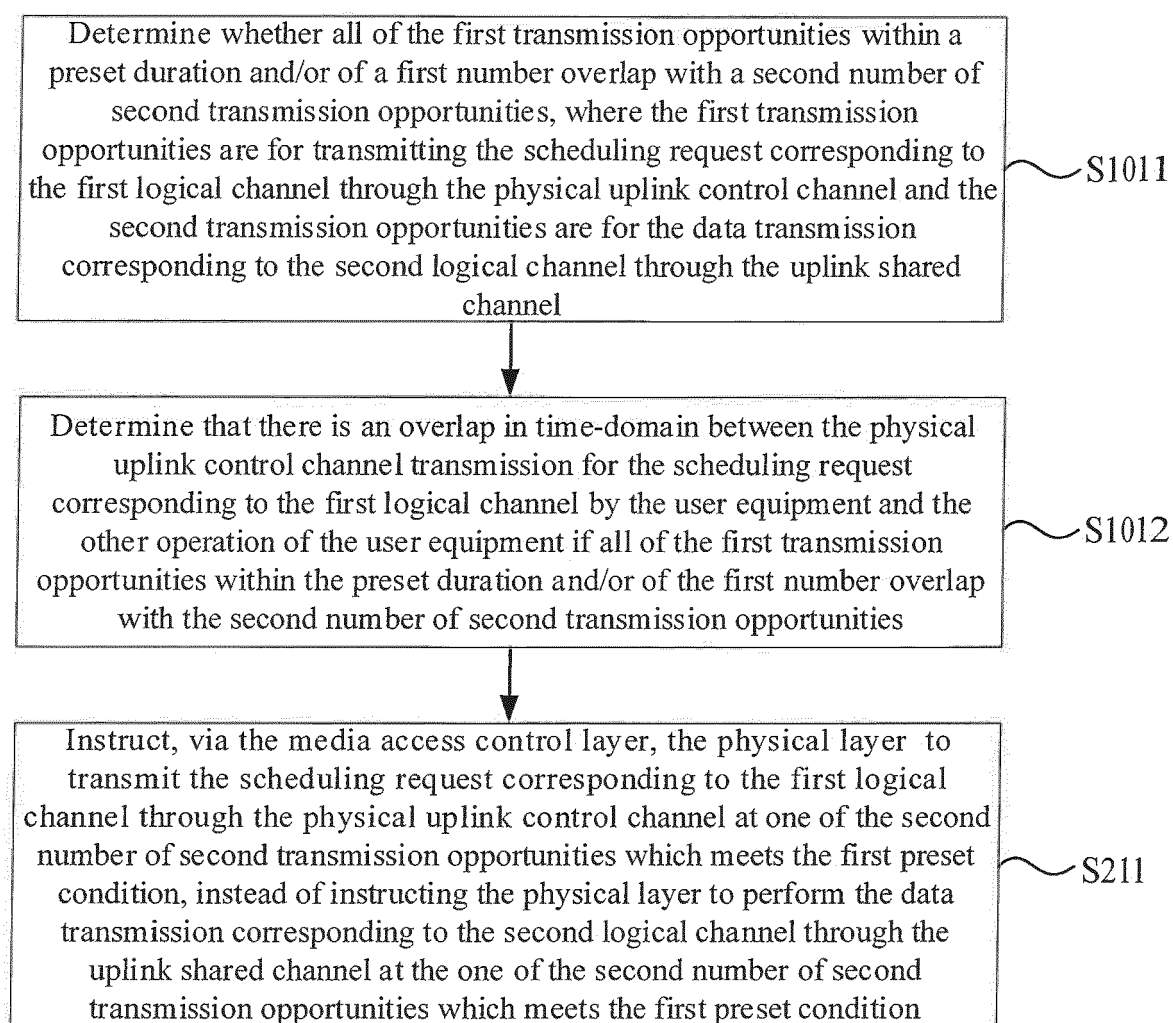 Determine whether all of the first transmission opportunities within a
preset duration and/or of a first number overlap with a second number of
second transmission opportunities, where the first transmission
opportunities are for transmitting the scheduling request corresponding to
the first logical channel through the physical uplink control channel and the
second transmission opportunities are for the data transmission
corresponding to the second logical channel through the uplink shared
channel
S1011
Determine that there is an overlap in time-domain between the physical
uplink control channel transmission for the scheduling request
corresponding to the first logical channel by the user equipment and the
other operation of the user equipment if all of the first transmission
opportunities within the preset duration and/or of the first number overlap
with the second number of second transmission opportunities
S1012
Instruct, via the media access control layer, the physical layer to
transmit the scheduling request corresponding to the first logical
channel through the physical uplink control channel at one of the second
number of second transmission opportunities which meets the first preset
condition, instead of instructing the physical layer to perform the data
transmission corresponding to the second logical channel through the
uplink shared channel at the one of the second number of second
transmission opportunities which meets the first preset condition
S211